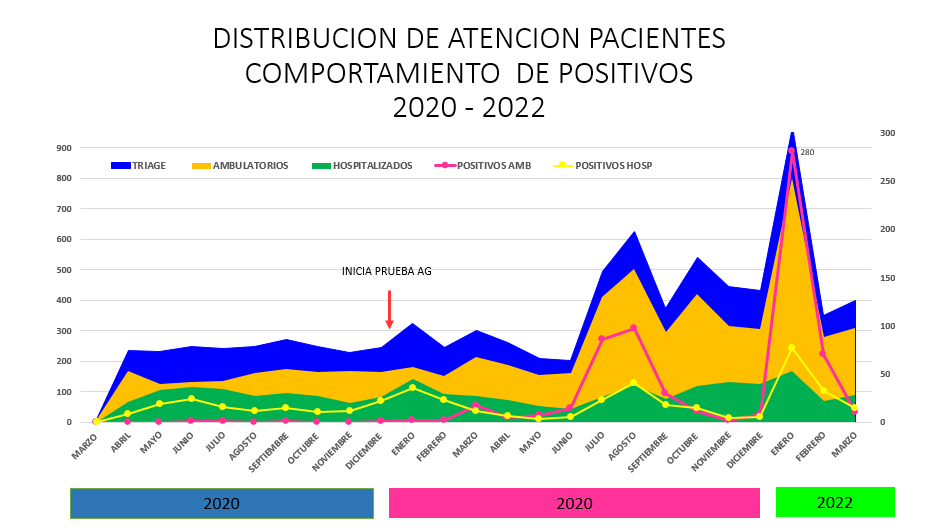 DISTRIBUCION DE ATENCION PACIENTES
COMPORTAMIENTO DE POSITIVOS
2020 - 2022
TRIAGE AMBULATORIOS HOSPITALIZADOS POSITIVOS AMB POSITIVOS HOSP
INICIA PRUEBA AG
280
900
800
700
600
500
400
300
200
100
0
300
250
200
150
100
50
0
MARZO ABRIL MAYO JUNIO JULIO AGOSTO SEPTIEMBRE OCTUBRE NOVIEMBRE DICIEMBRE ENERO FEBRERO MARZO ABRIL MAYO JUNIO JULIO AGOSTO SEPTIEMBRE OCTUBRE NOVIEMBRE DICIEMBRE ENERO FEBRERO MARZO
2020 2020 2022